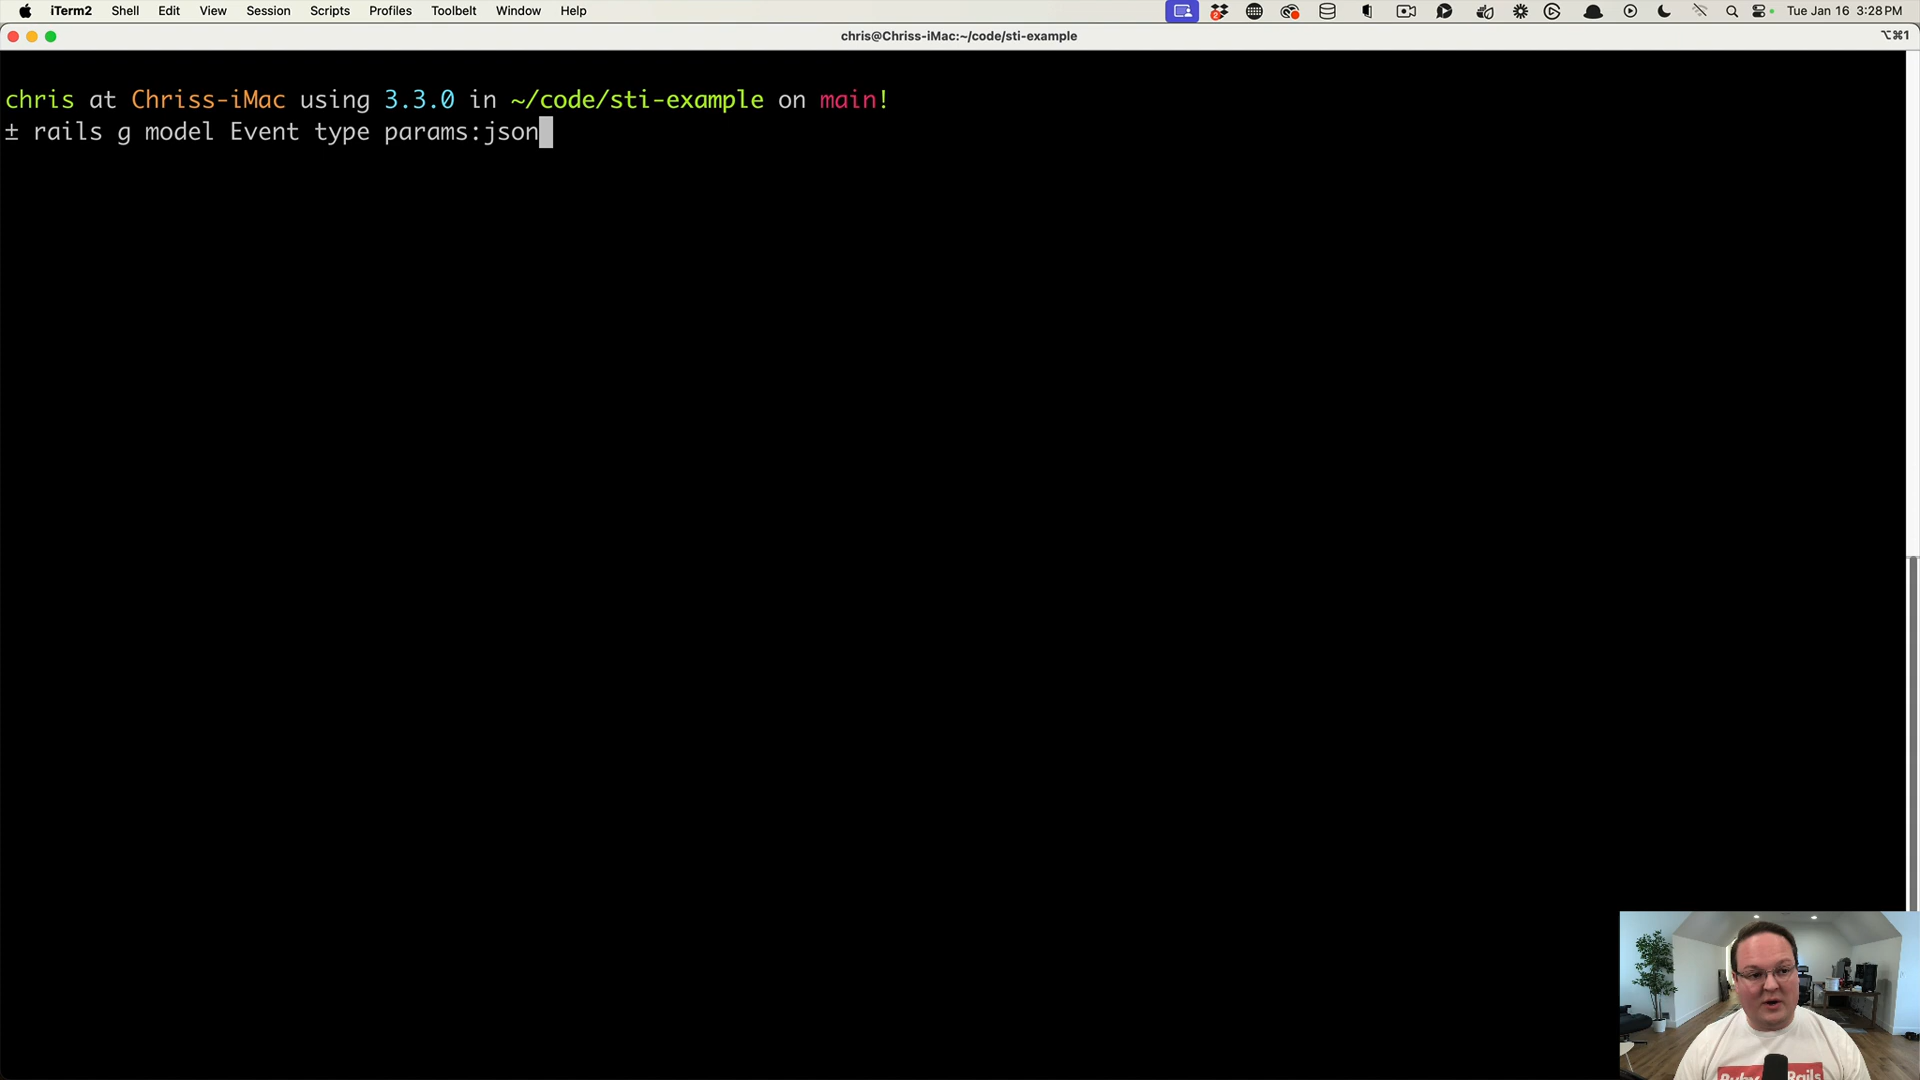 iTerm2 Shell Edit View Session Scripts Profiles Toolbelt Window Help
2
Tue Jan 16 3:28 PM
chris@Chriss-iMac:~/code/sti-example
⌥⌘1
chris at Chriss-iMac using 3.3.0 in ~/code/sti-example on main!
± rails g model Event type params:json
Rails